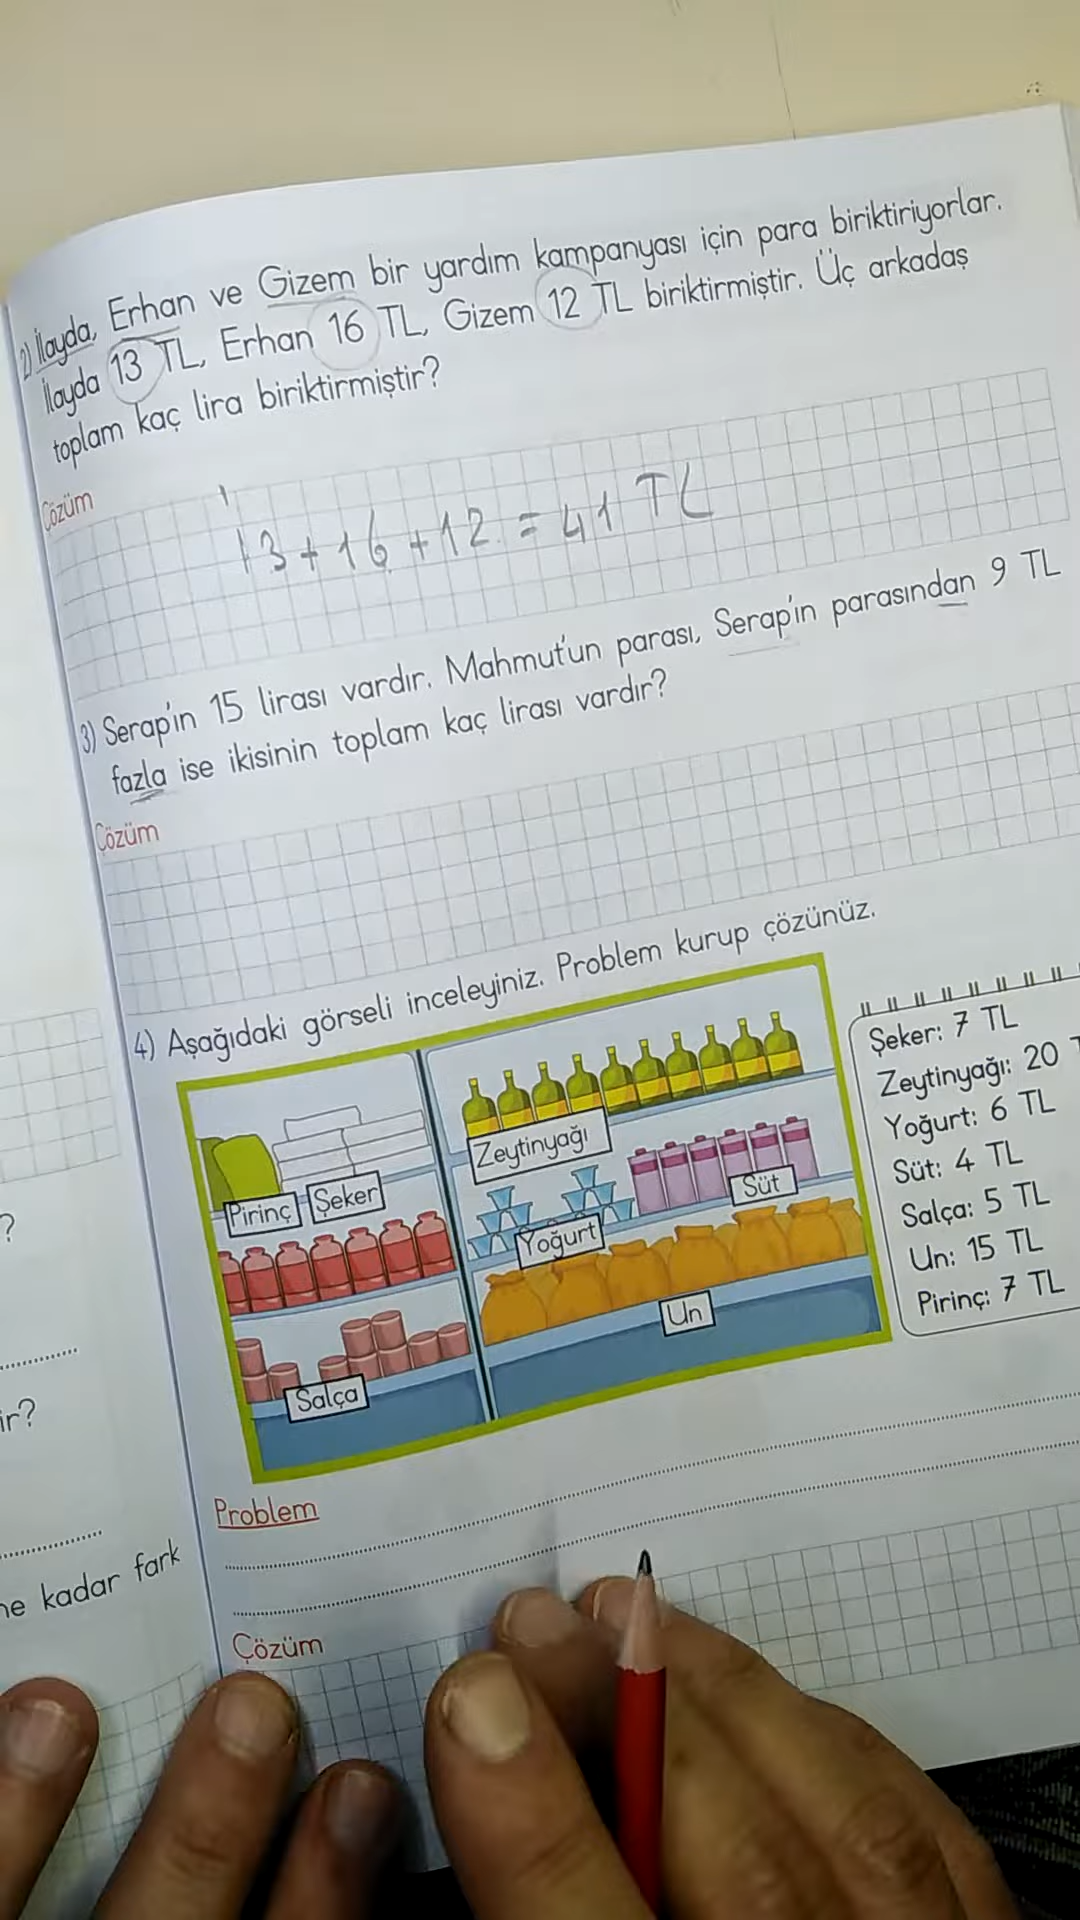 2) İlayda, Erhan ve Gizem bir yardım kampanyası için para biriktiriyorlar.
İlayda 13 TL, Erhan 16 TL, Gizem 12 TL biriktirmiştir. Üç arkadaş
toplam kaç lira biriktirmiştir?
Çözüm
13+16+12=41 TL
3) Serap'ın 15 lirası vardır. Mahmut'un parası, Serap'in parasından 9 TL
fazla ise ikisinin toplam kaç lirası vardır?
Çözüm
4) Aşağıdaki görseli inceleyiniz. Problem kurup çözünüz.
Pirinç
Şeker
Zeytinyağı
Yoğurt
Süt
Un
Salça
Şeker: 7 TL
Zeytinyağı: 20 T
Yoğurt: 6 TL
Süt: 4 TL
Salça: 5 TL
Un: 15 TL
Pirinç: 7 TL
Problem
Çözüm
?
ir?
ne kadar fark